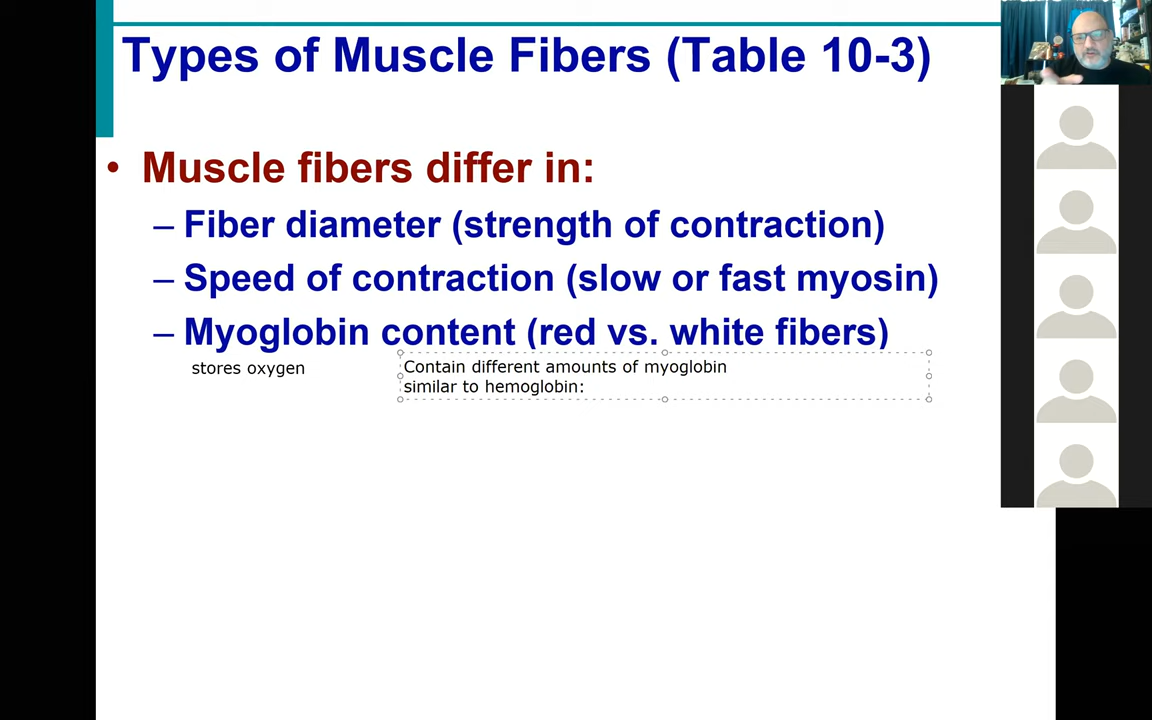 Types of Muscle Fibers (Table 10-3)
• Muscle fibers differ in:
– Fiber diameter (strength of contraction)
– Speed of contraction (slow or fast myosin)
– Myoglobin content (red vs. white fibers)
stores oxygen
Contain different amounts of myoglobin
similar to hemoglobin: